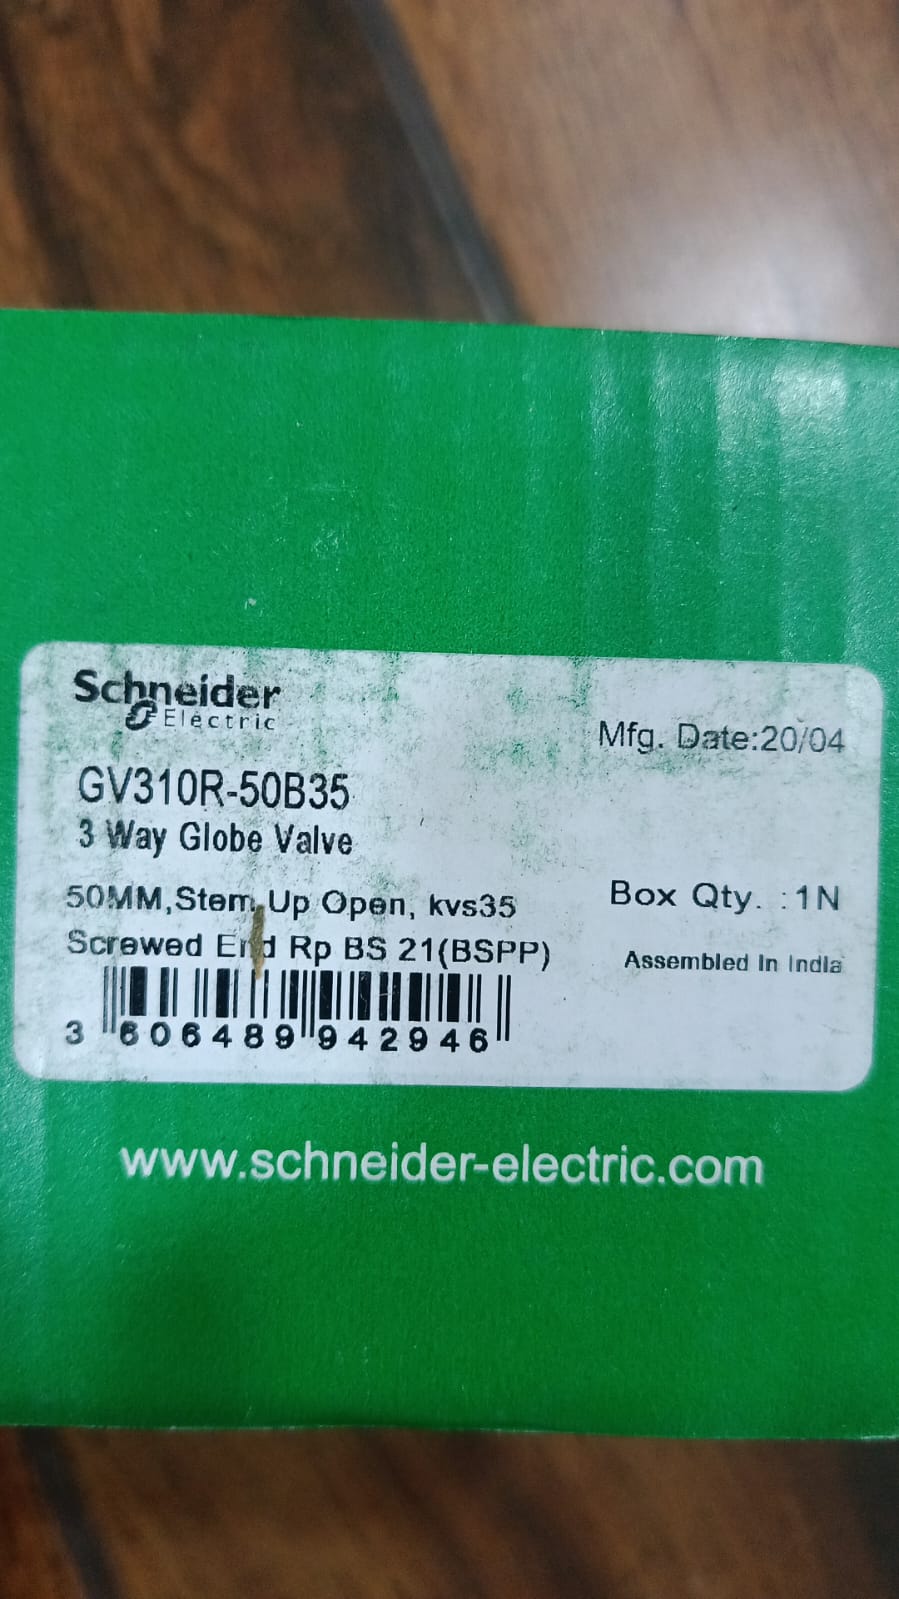 Schneider
Electric
Mfg. Date:20/04
GV310R-50B35
3 Way Globe Valve
50MM,Stem Up Open, kvs35
Box Qty. :1N
Screwed End Rp BS 21(BSPP)
Assembled In India
3 606489 942946
www.schneider-electric.com